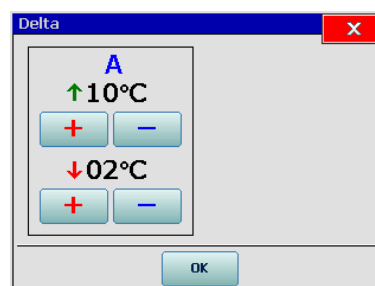 Delta
X
A
↑10°C
+ −
↓02°C
+ −
OK